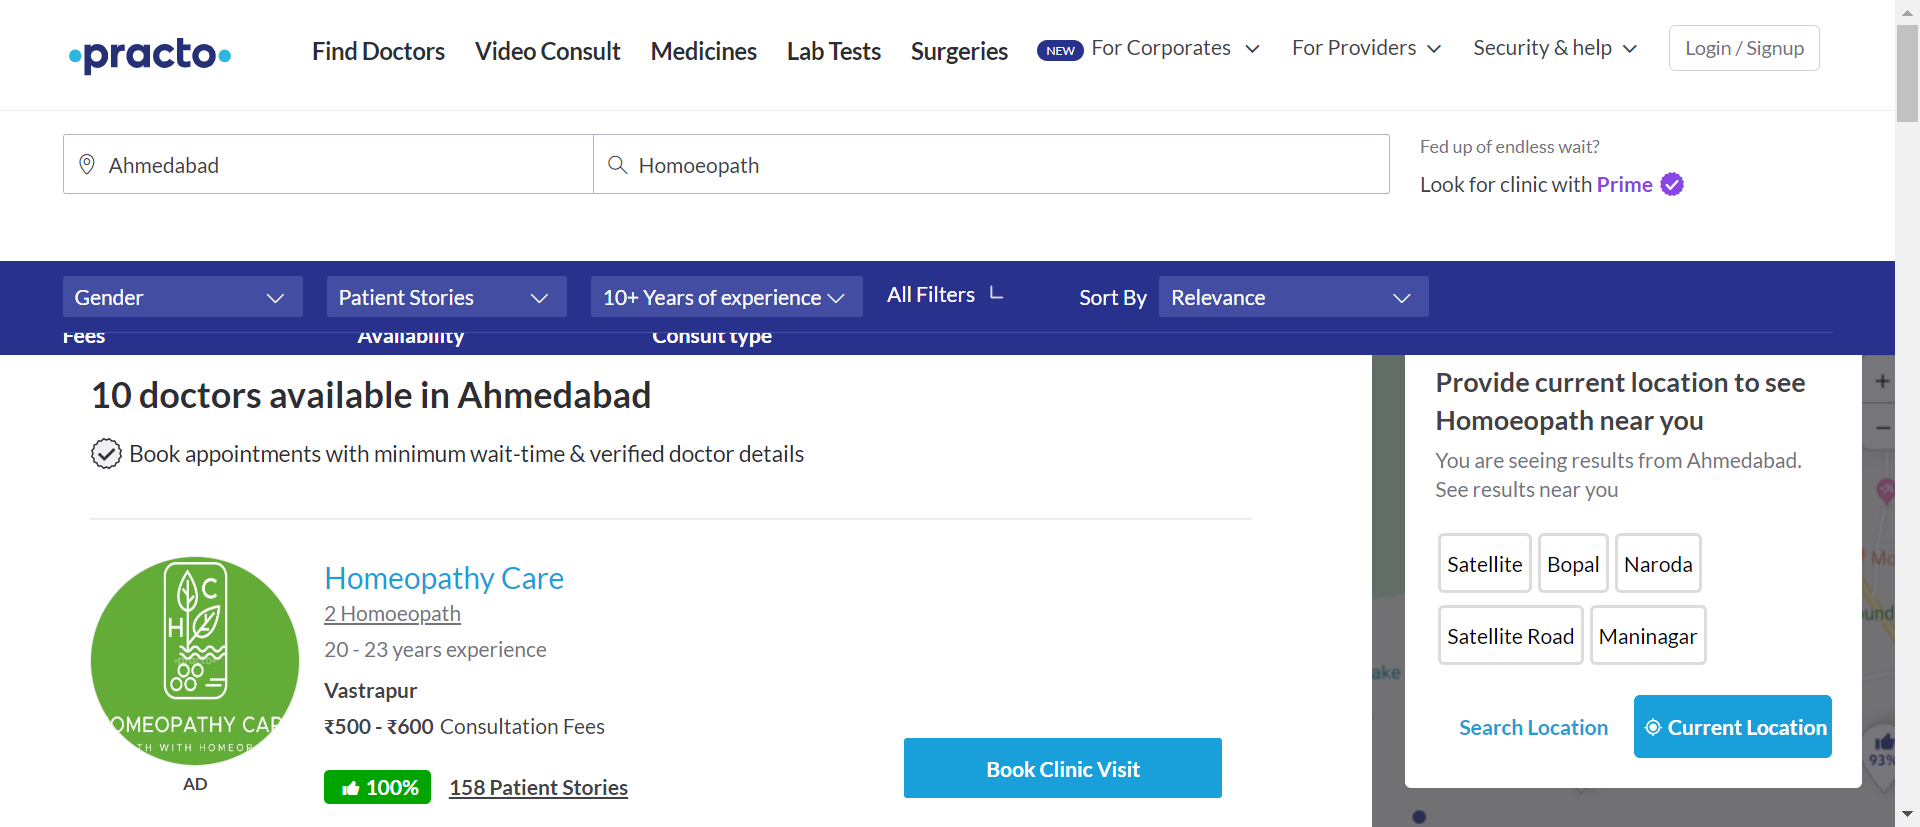 practo
Find Doctors
Video Consult
Medicines
Lab Tests
Surgeries
NEW
For Corporates
For Providers
Security & help
Login / Signup
Ahmedabad
Homoeopath
Fed up of endless wait?
Look for clinic with Prime
Gender
Patient Stories
10+ Years of experience
All Filters
Sort By
Relevance
Fees
Availability
Consult type
10 doctors available in Ahmedabad
Book appointments with minimum wait-time & verified doctor details
H
C
OMEOPATHY CAR
TH WITH HOMEOP
AD
Homeopathy Care
2 Homoeopath
20 - 23 years experience
Vastrapur
₹500 - ₹600 Consultation Fees
100%
158 Patient Stories
Book Clinic Visit
Provide current location to see
Homoeopath near you
You are seeing results from Ahmedabad.
See results near you
Satellite
Bopal
Naroda
Satellite Road
Maninagar
Search Location
Current Location
+
−
Mo
und
ake
93%